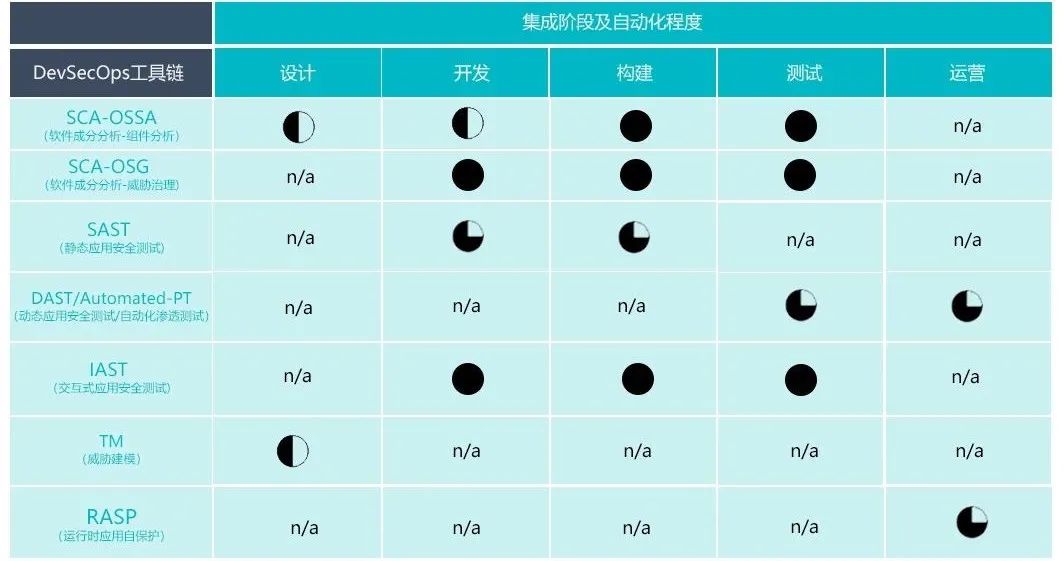 集成阶段及自动化程度
DevSecOps工具链 设计 开发 构建 测试 运营
SCA-OSSA
（软件成分分析-组件分析） n/a
SCA-OSG
（软件成分分析-威胁治理） n/a n/a
SAST
（静态应用安全测试） n/a n/a n/a
DAST/Automated-PT
（动态应用安全测试/自动化渗透测试） n/a n/a n/a
IAST
（交互式应用安全测试） n/a n/a
TM
（威胁建模） n/a n/a n/a n/a
RASP
（运行时应用自保护） n/a n/a n/a n/a